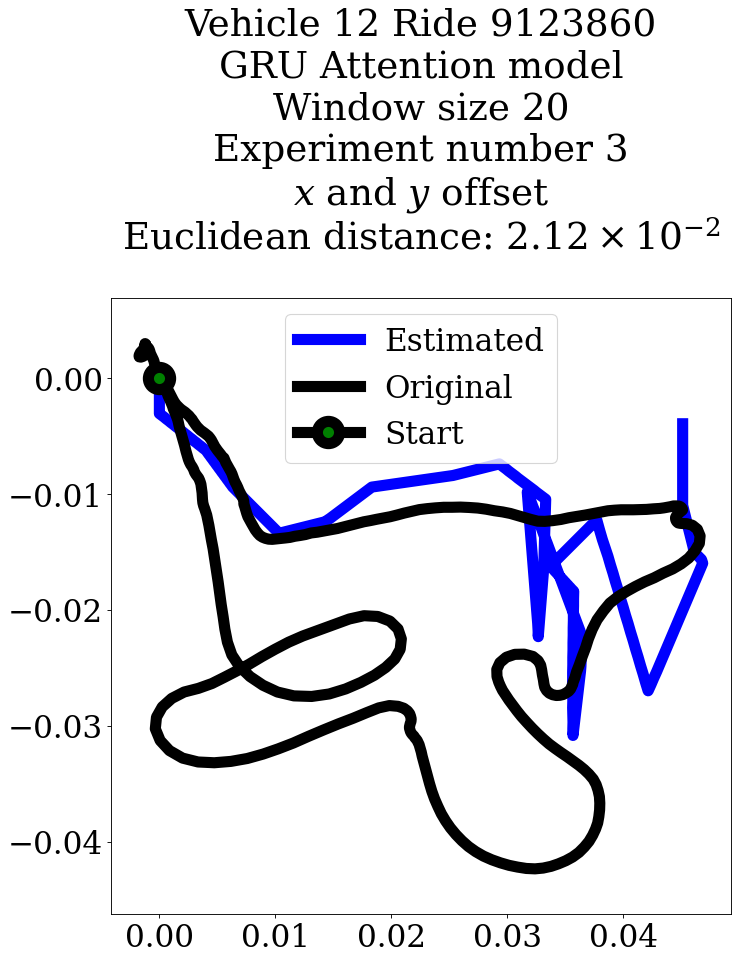 Vehicle 12 Ride 9123860
GRU Attention model
Window size 20
Experiment number 3
x and y offset
Euclidean distance: 2.12 × 10⁻²
Estimated
Original
Start
0.00
−0.01
−0.02
−0.03
−0.04
0.00 0.01 0.02 0.03 0.04